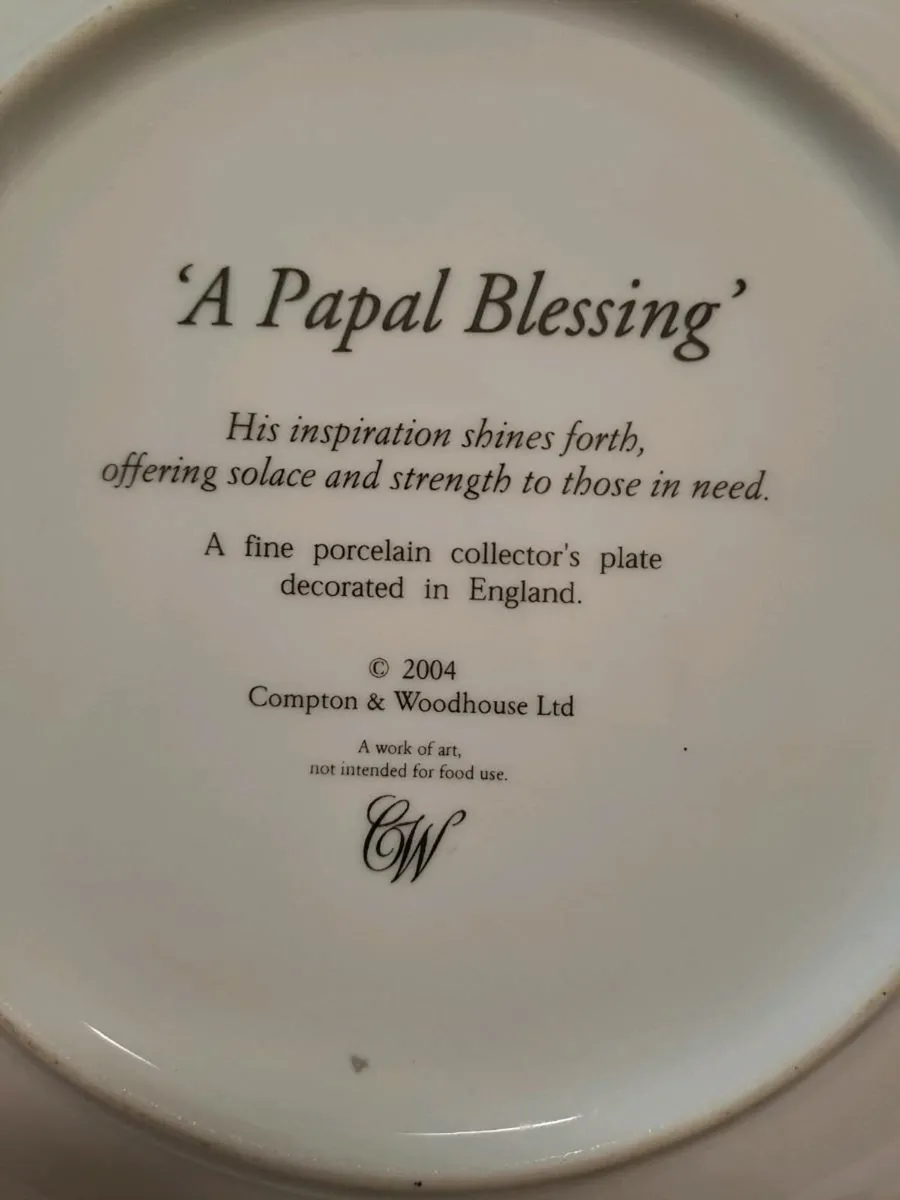 ‘A Papal Blessing’
His inspiration shines forth,
offering solace and strength to those in need.
A fine porcelain collector's plate
decorated in England.
© 2004
Compton & Woodhouse Ltd
A work of art,
not intended for food use.
CW